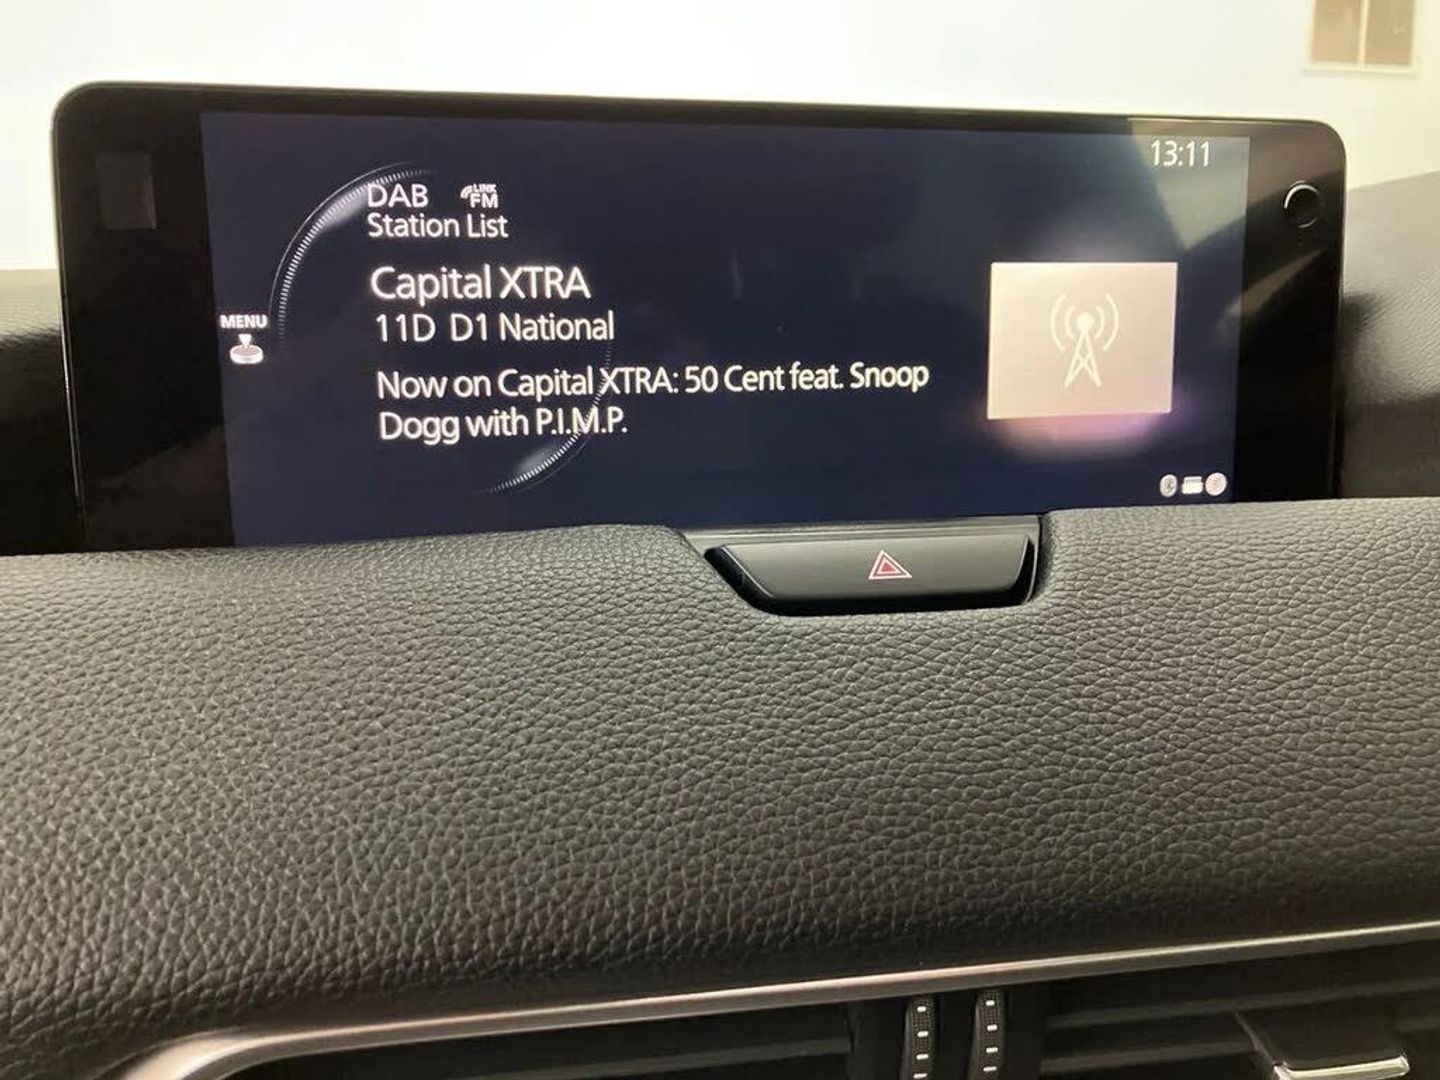 13:11
DAB LINK FM
Station List
Capital XTRA
MENU
11D D1 National
Now on Capital XTRA: 50 Cent feat. Snoop
Dogg with P.I.M.P.